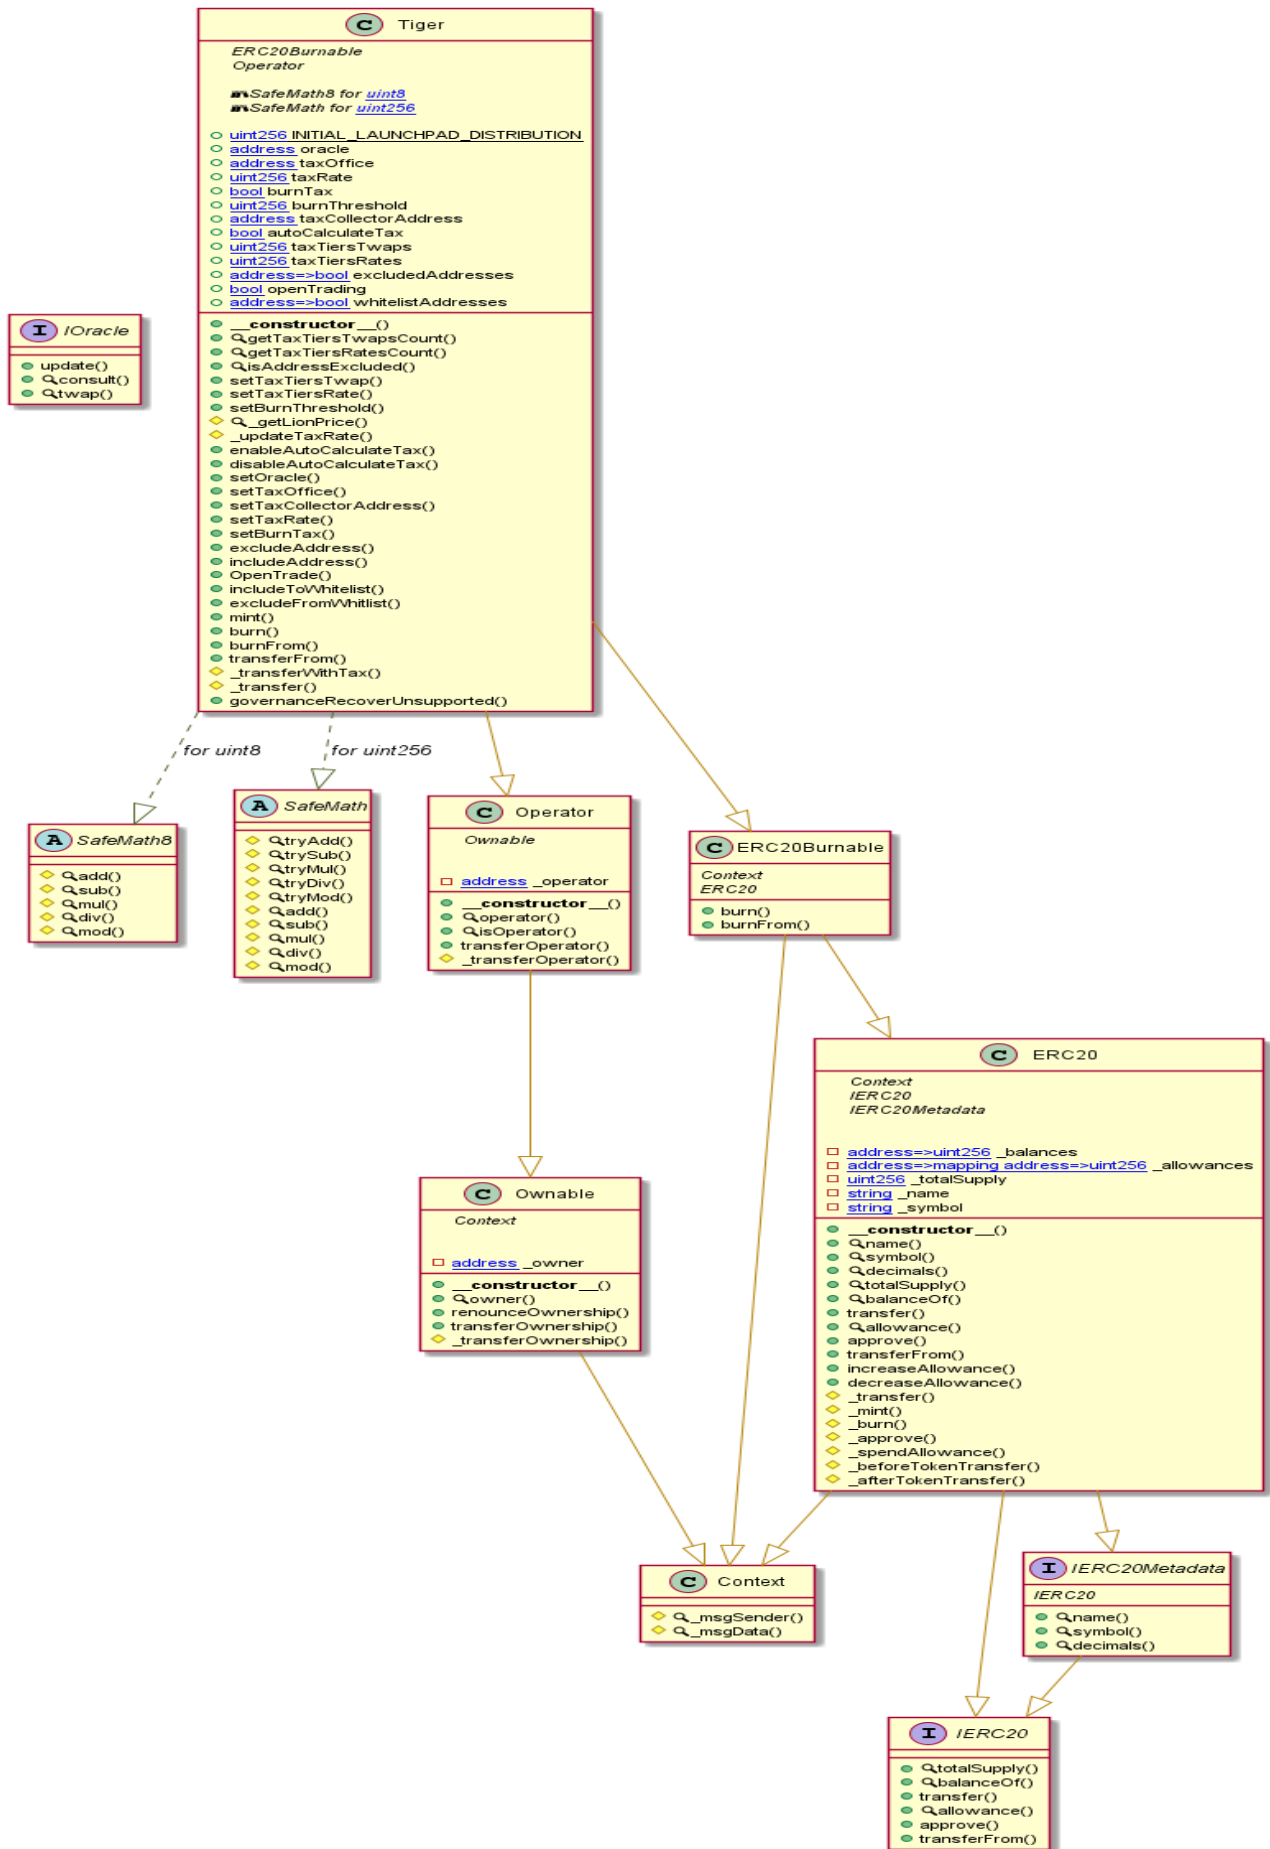 C Tiger
ERC20Burnable
Operator
SafeMath8 for uint8
SafeMath for uint256
uint256 INITIAL_LAUNCHPAD_DISTRIBUTION
address oracle
address taxOffice
uint256 taxRate
bool burnTax
uint256 burnThreshold
address taxCollectorAddress
bool autoCalculateTax
uint256 taxTiersTwaps
uint256 taxTiersRates
address=>bool excludedAddresses
bool openTrading
address=>bool whitelistAddresses
__constructor__()
getTaxTiersTwapsCount()
getTaxTiersRatesCount()
isAddressExcluded()
setTaxTiersTwap()
setTaxTiersRate()
setBurnThreshold()
_getLionPrice()
_updateTaxRate()
enableAutoCalculateTax()
disableAutoCalculateTax()
setOracle()
setTaxOffice()
setTaxCollectorAddress()
setTaxRate()
setBurnTax()
excludeAddress()
includeAddress()
OpenTrade()
includeToWhitelist()
excludeFromWhitlist()
mint()
burn()
burnFrom()
transferFrom()
_transferWithTax()
_transfer()
governanceRecoverUnsupported()
I IOracle
update()
consult()
twap()
for uint8
for uint256
A SafeMath8
add()
sub()
mul()
div()
mod()
A SafeMath
tryAdd()
trySub()
tryMul()
tryDiv()
tryMod()
add()
sub()
mul()
div()
mod()
C Operator
Ownable
address _operator
__constructor__()
operator()
isOperator()
transferOperator()
_transferOperator()
C ERC20Burnable
Context
ERC20
burn()
burnFrom()
C ERC20
Context
IERC20
IERC20Metadata
address=>uint256 _balances
address=>mapping address=>uint256 _allowances
uint256 _totalSupply
string _name
string _symbol
__constructor__()
name()
symbol()
decimals()
totalSupply()
balanceOf()
transfer()
allowance()
approve()
transferFrom()
increaseAllowance()
decreaseAllowance()
_transfer()
_mint()
_burn()
_approve()
_spendAllowance()
_beforeTokenTransfer()
_afterTokenTransfer()
C Ownable
Context
address _owner
__constructor__()
owner()
renounceOwnership()
transferOwnership()
_transferOwnership()
C Context
_msgSender()
_msgData()
I IERC20Metadata
IERC20
name()
symbol()
decimals()
I IERC20
totalSupply()
balanceOf()
transfer()
allowance()
approve()
transferFrom()